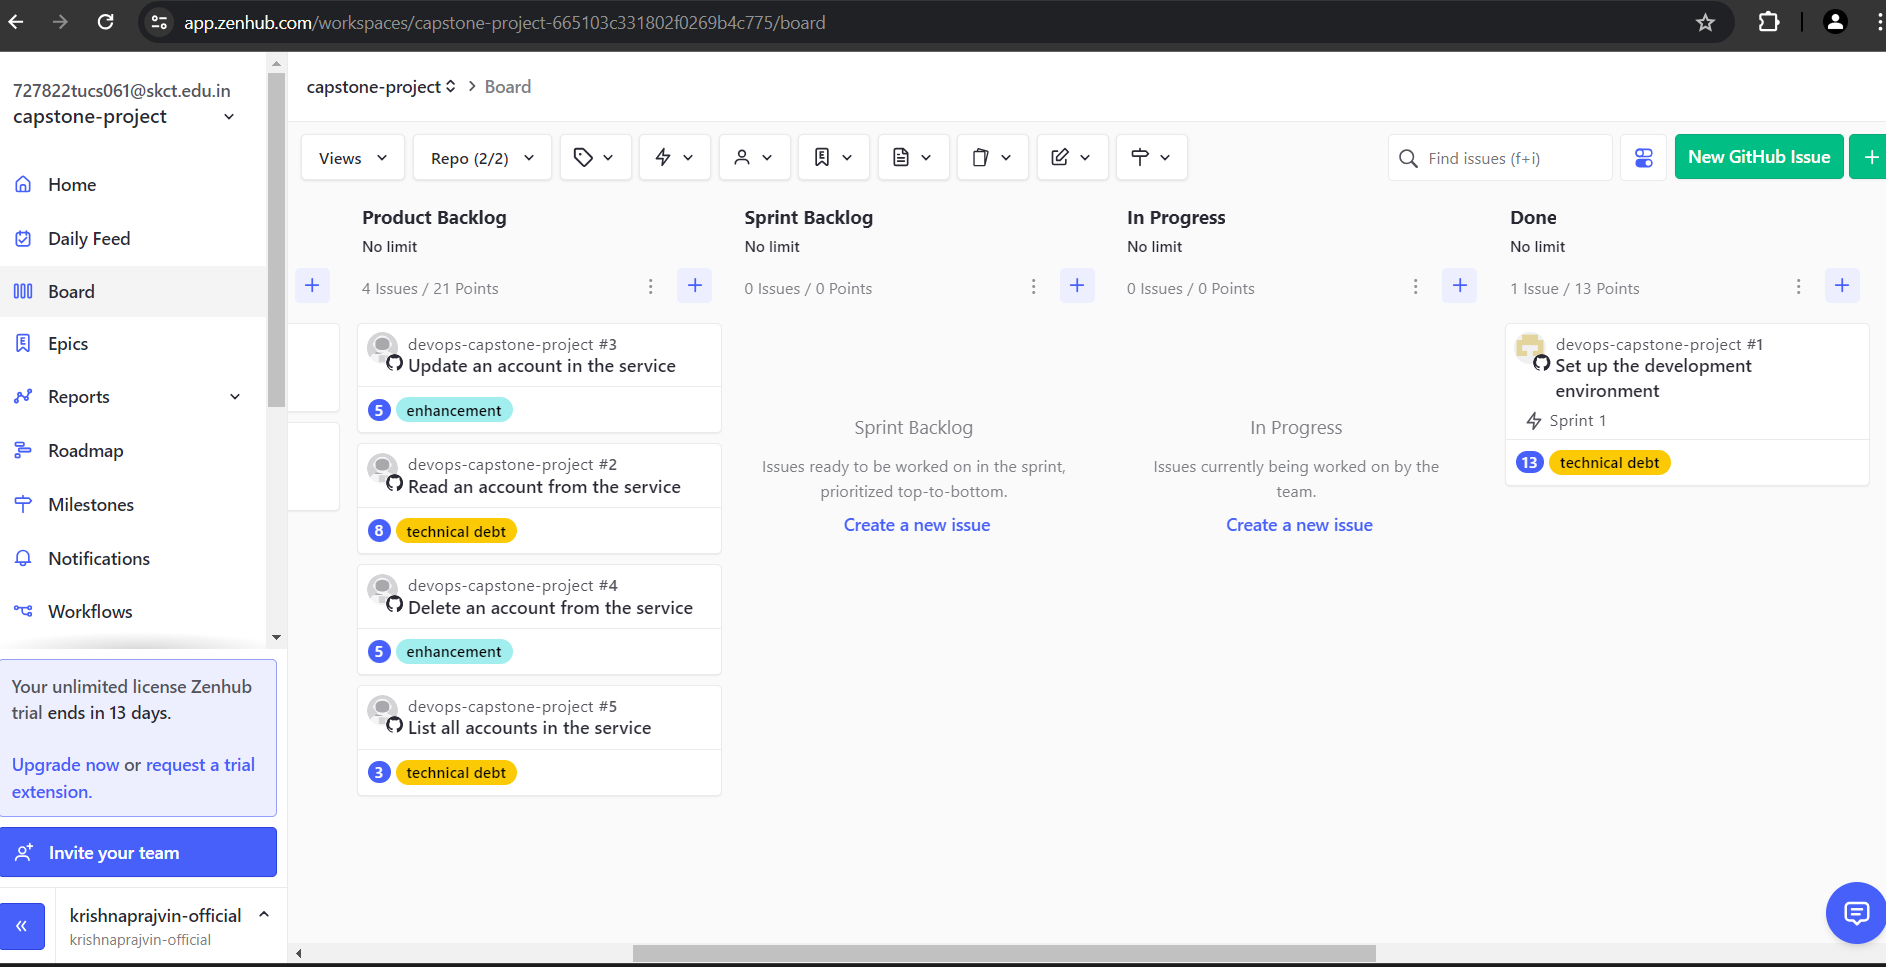 app.zenhub.com/workspaces/capstone-project-665103c331802f0269b4c775/board
727822tucs061@skct.edu.in
capstone-project
Home
Daily Feed
Board
Epics
Reports
Roadmap
Milestones
Notifications
Workflows
Your unlimited license Zenhub
trial ends in 13 days.
Upgrade now or request a trial
extension.
Invite your team
krishnaprajvin-official
krishnaprajvin-official
capstone-project > Board
Views
Repo (2/2)
Find issues (f+i)
New GitHub Issue
Product Backlog
No limit
4 Issues / 21 Points
devops-capstone-project #3
Update an account in the service
5 enhancement
devops-capstone-project #2
Read an account from the service
8 technical debt
devops-capstone-project #4
Delete an account from the service
5 enhancement
devops-capstone-project #5
List all accounts in the service
3 technical debt
Sprint Backlog
No limit
0 Issues / 0 Points
Sprint Backlog
Issues ready to be worked on in the sprint,
prioritized top-to-bottom.
Create a new issue
In Progress
No limit
0 Issues / 0 Points
In Progress
Issues currently being worked on by the
team.
Create a new issue
Done
No limit
1 Issue / 13 Points
devops-capstone-project #1
Set up the development
environment
Sprint 1
13 technical debt